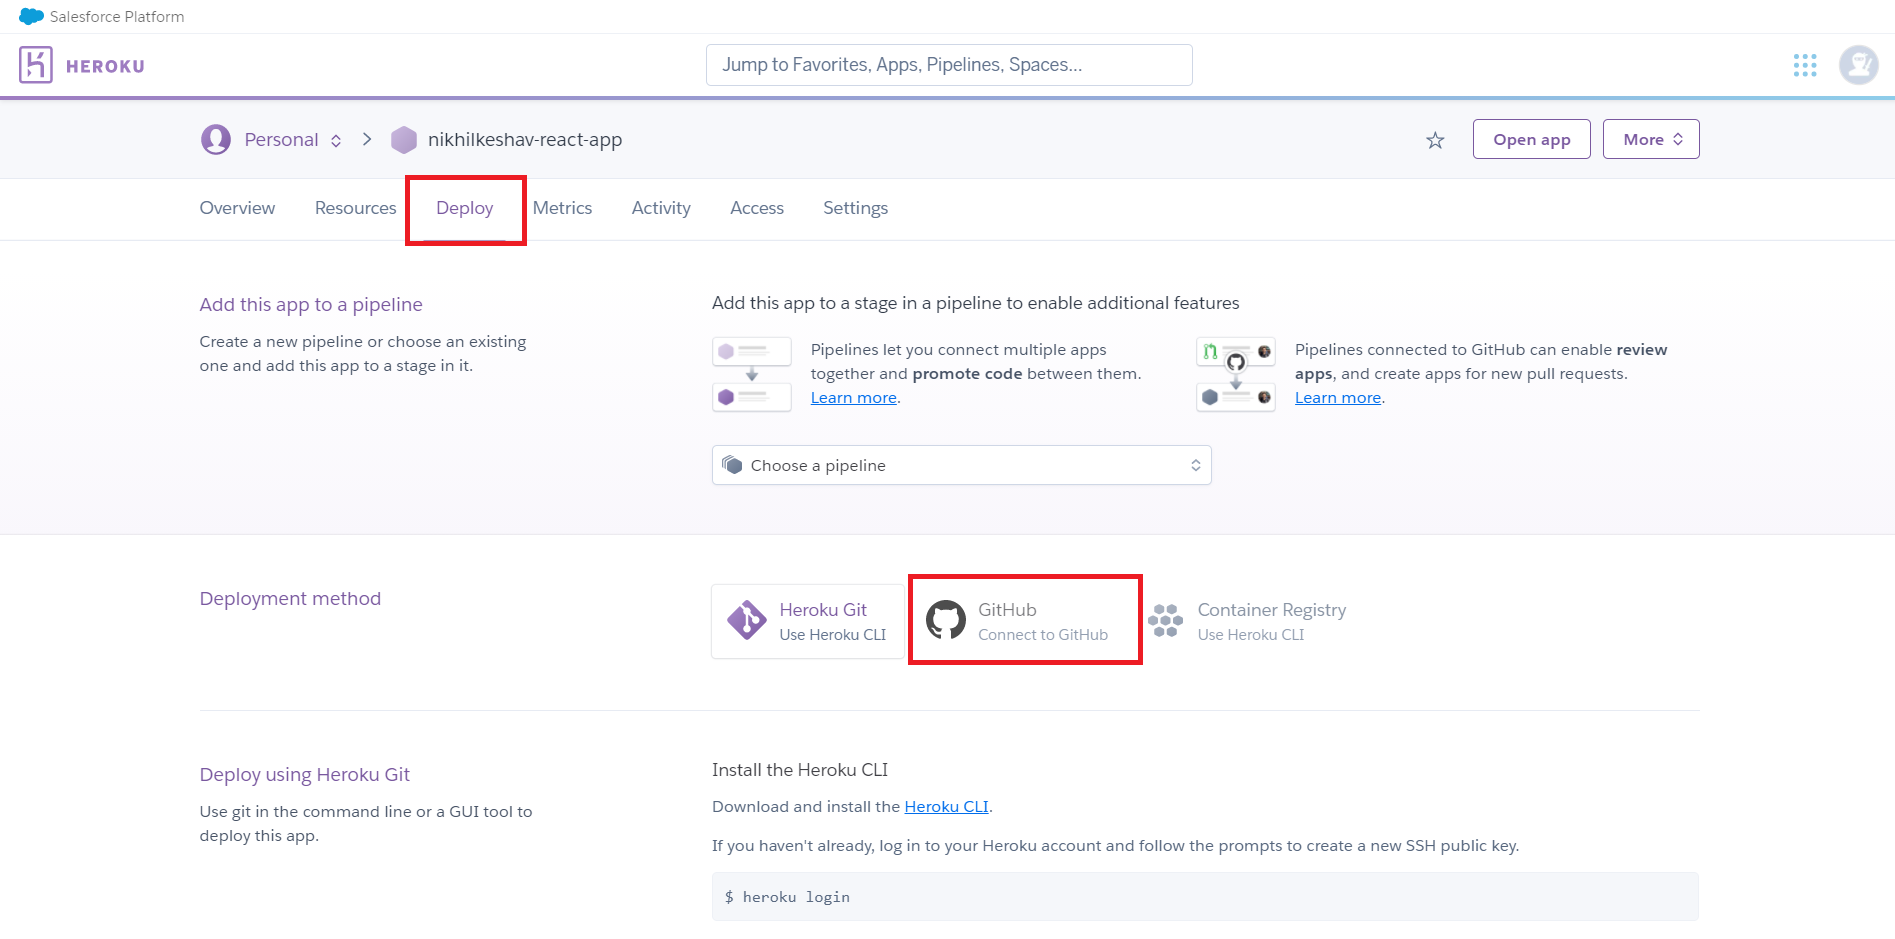 Salesforce Platform
HEROKU
Jump to Favorites, Apps, Pipelines, Spaces...
Personal > nikhilkeshav-react-app
Open app
More
Overview Resources Deploy Metrics Activity Access Settings
Add this app to a pipeline
Create a new pipeline or choose an existing
one and add this app to a stage in it.
Add this app to a stage in a pipeline to enable additional features
Pipelines let you connect multiple apps
together and promote code between them.
Learn more.
Pipelines connected to GitHub can enable review
apps, and create apps for new pull requests.
Learn more.
Choose a pipeline
Deployment method
Heroku Git
Use Heroku CLI
GitHub
Connect to GitHub
Container Registry
Use Heroku CLI
Deploy using Heroku Git
Use git in the command line or a GUI tool to
deploy this app.
Install the Heroku CLI
Download and install the Heroku CLI.
If you haven't already, log in to your Heroku account and follow the prompts to create a new SSH public key.
$ heroku login